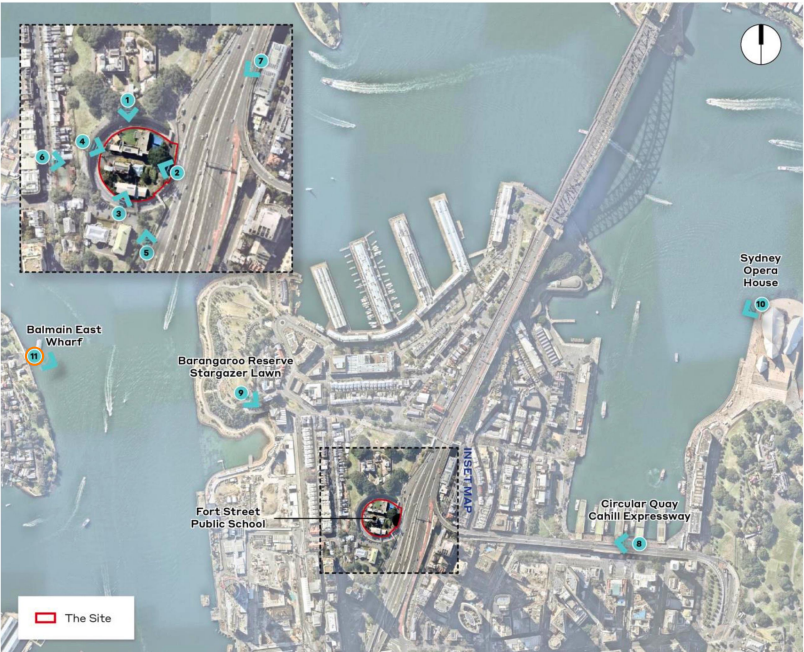 7
1
4
6
2
3
5
Sydney
Opera
House
10
Balmain East
Wharf
11
Barangaroo Reserve
Stargazer Lawn
9
INSET MAP
Fort Street
Public School
Circular Quay
Cahill Expressway
8
The Site